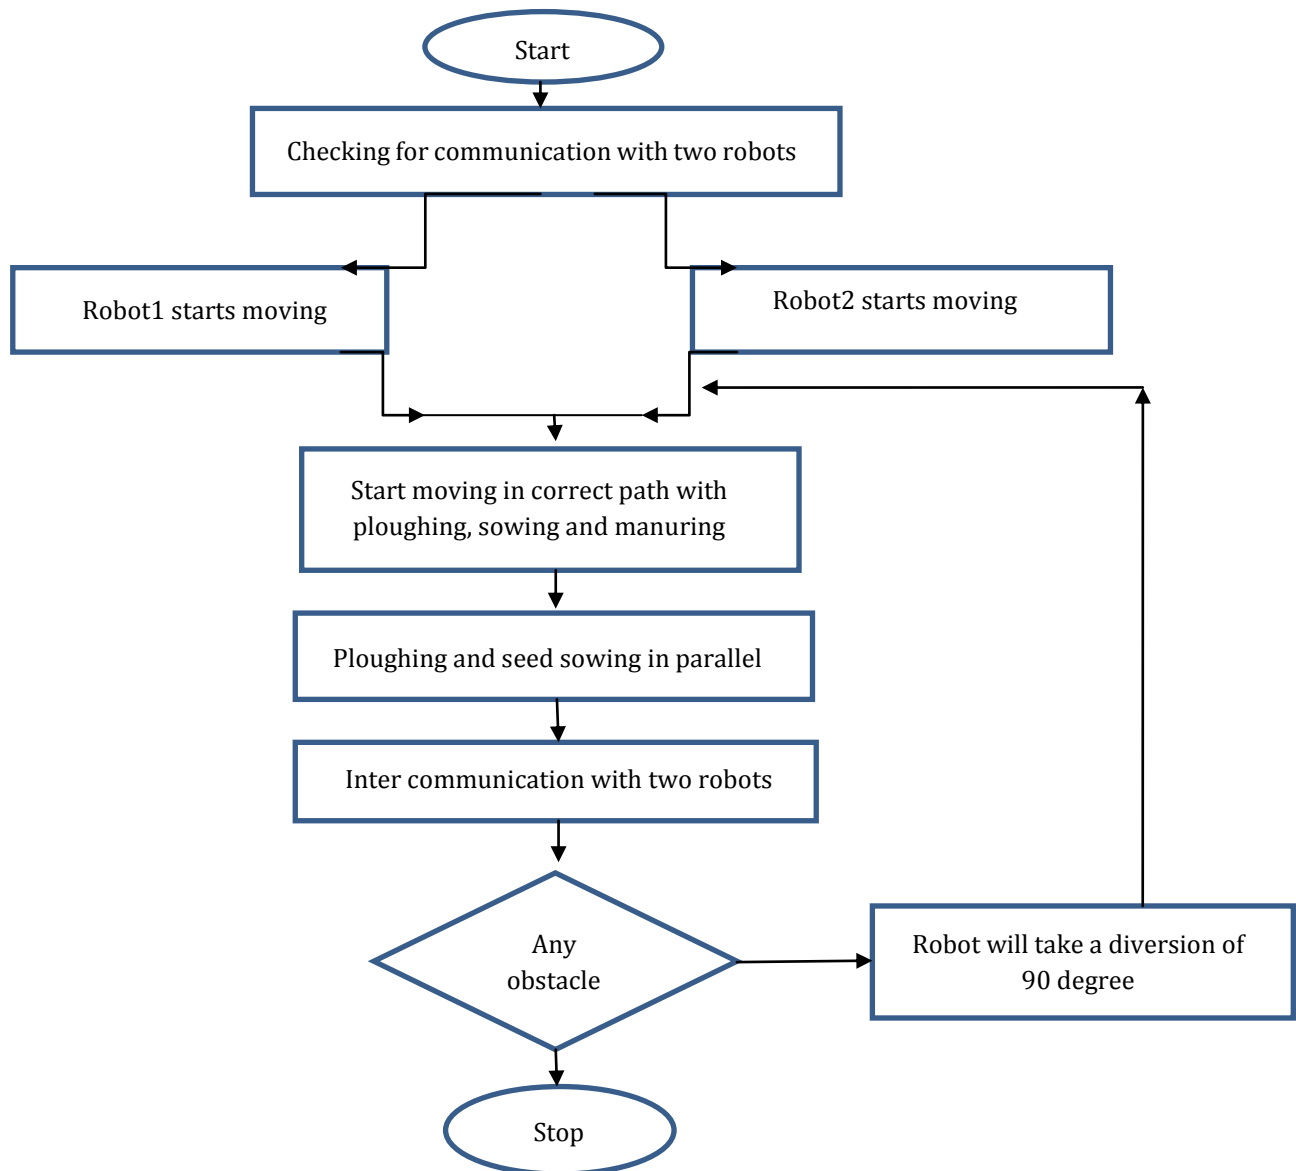 Start
Checking for communication with two robots
Robot1 starts moving
Robot2 starts moving
Start moving in correct path with
ploughing, sowing and manuring
Ploughing and seed sowing in parallel
Inter communication with two robots
Any
obstacle
Robot will take a diversion of
90 degree
Stop